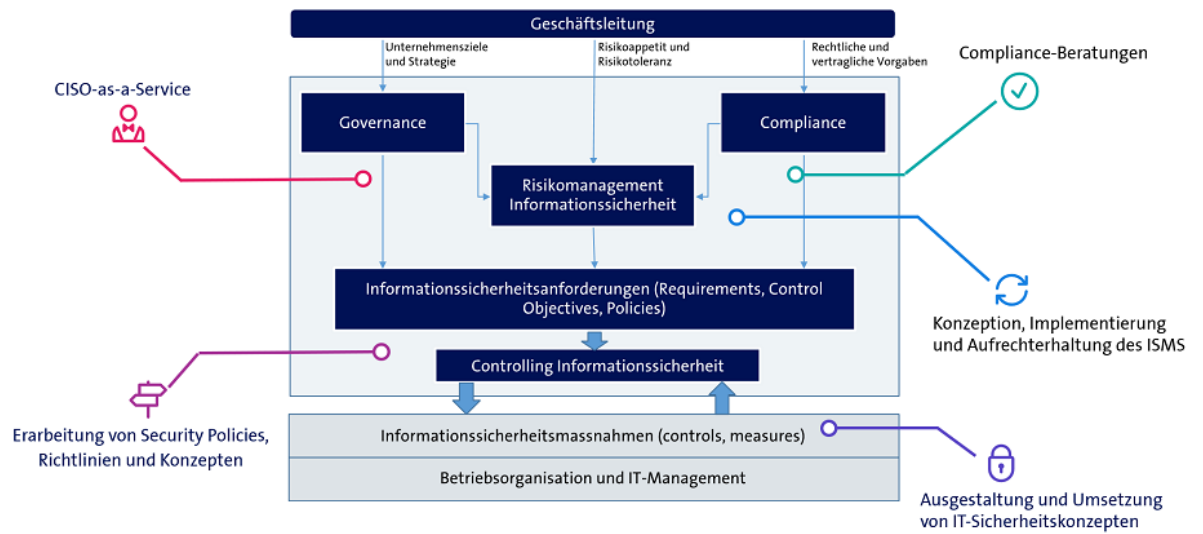 Geschäftsleitung
Unternehmensziele
und Strategie
Risikoappetit und
Risikotoleranz
Rechtliche und
vertragliche Vorgaben
Compliance-Beratungen
CISO-as-a-Service
Governance
Compliance
Risikomanagement
Informationssicherheit
Informationssicherheitsanforderungen (Requirements, Control
Objectives, Policies)
Konzeption, Implementierung
und Aufrechterhaltung des ISMS
Controlling Informationssicherheit
Erarbeitung von Security Policies,
Richtlinien und Konzepten
Informationssicherheitsmassnahmen (controls, measures)
Betriebsorganisation und IT-Management
Ausgestaltung und Umsetzung
von IT-Sicherheitskonzepten